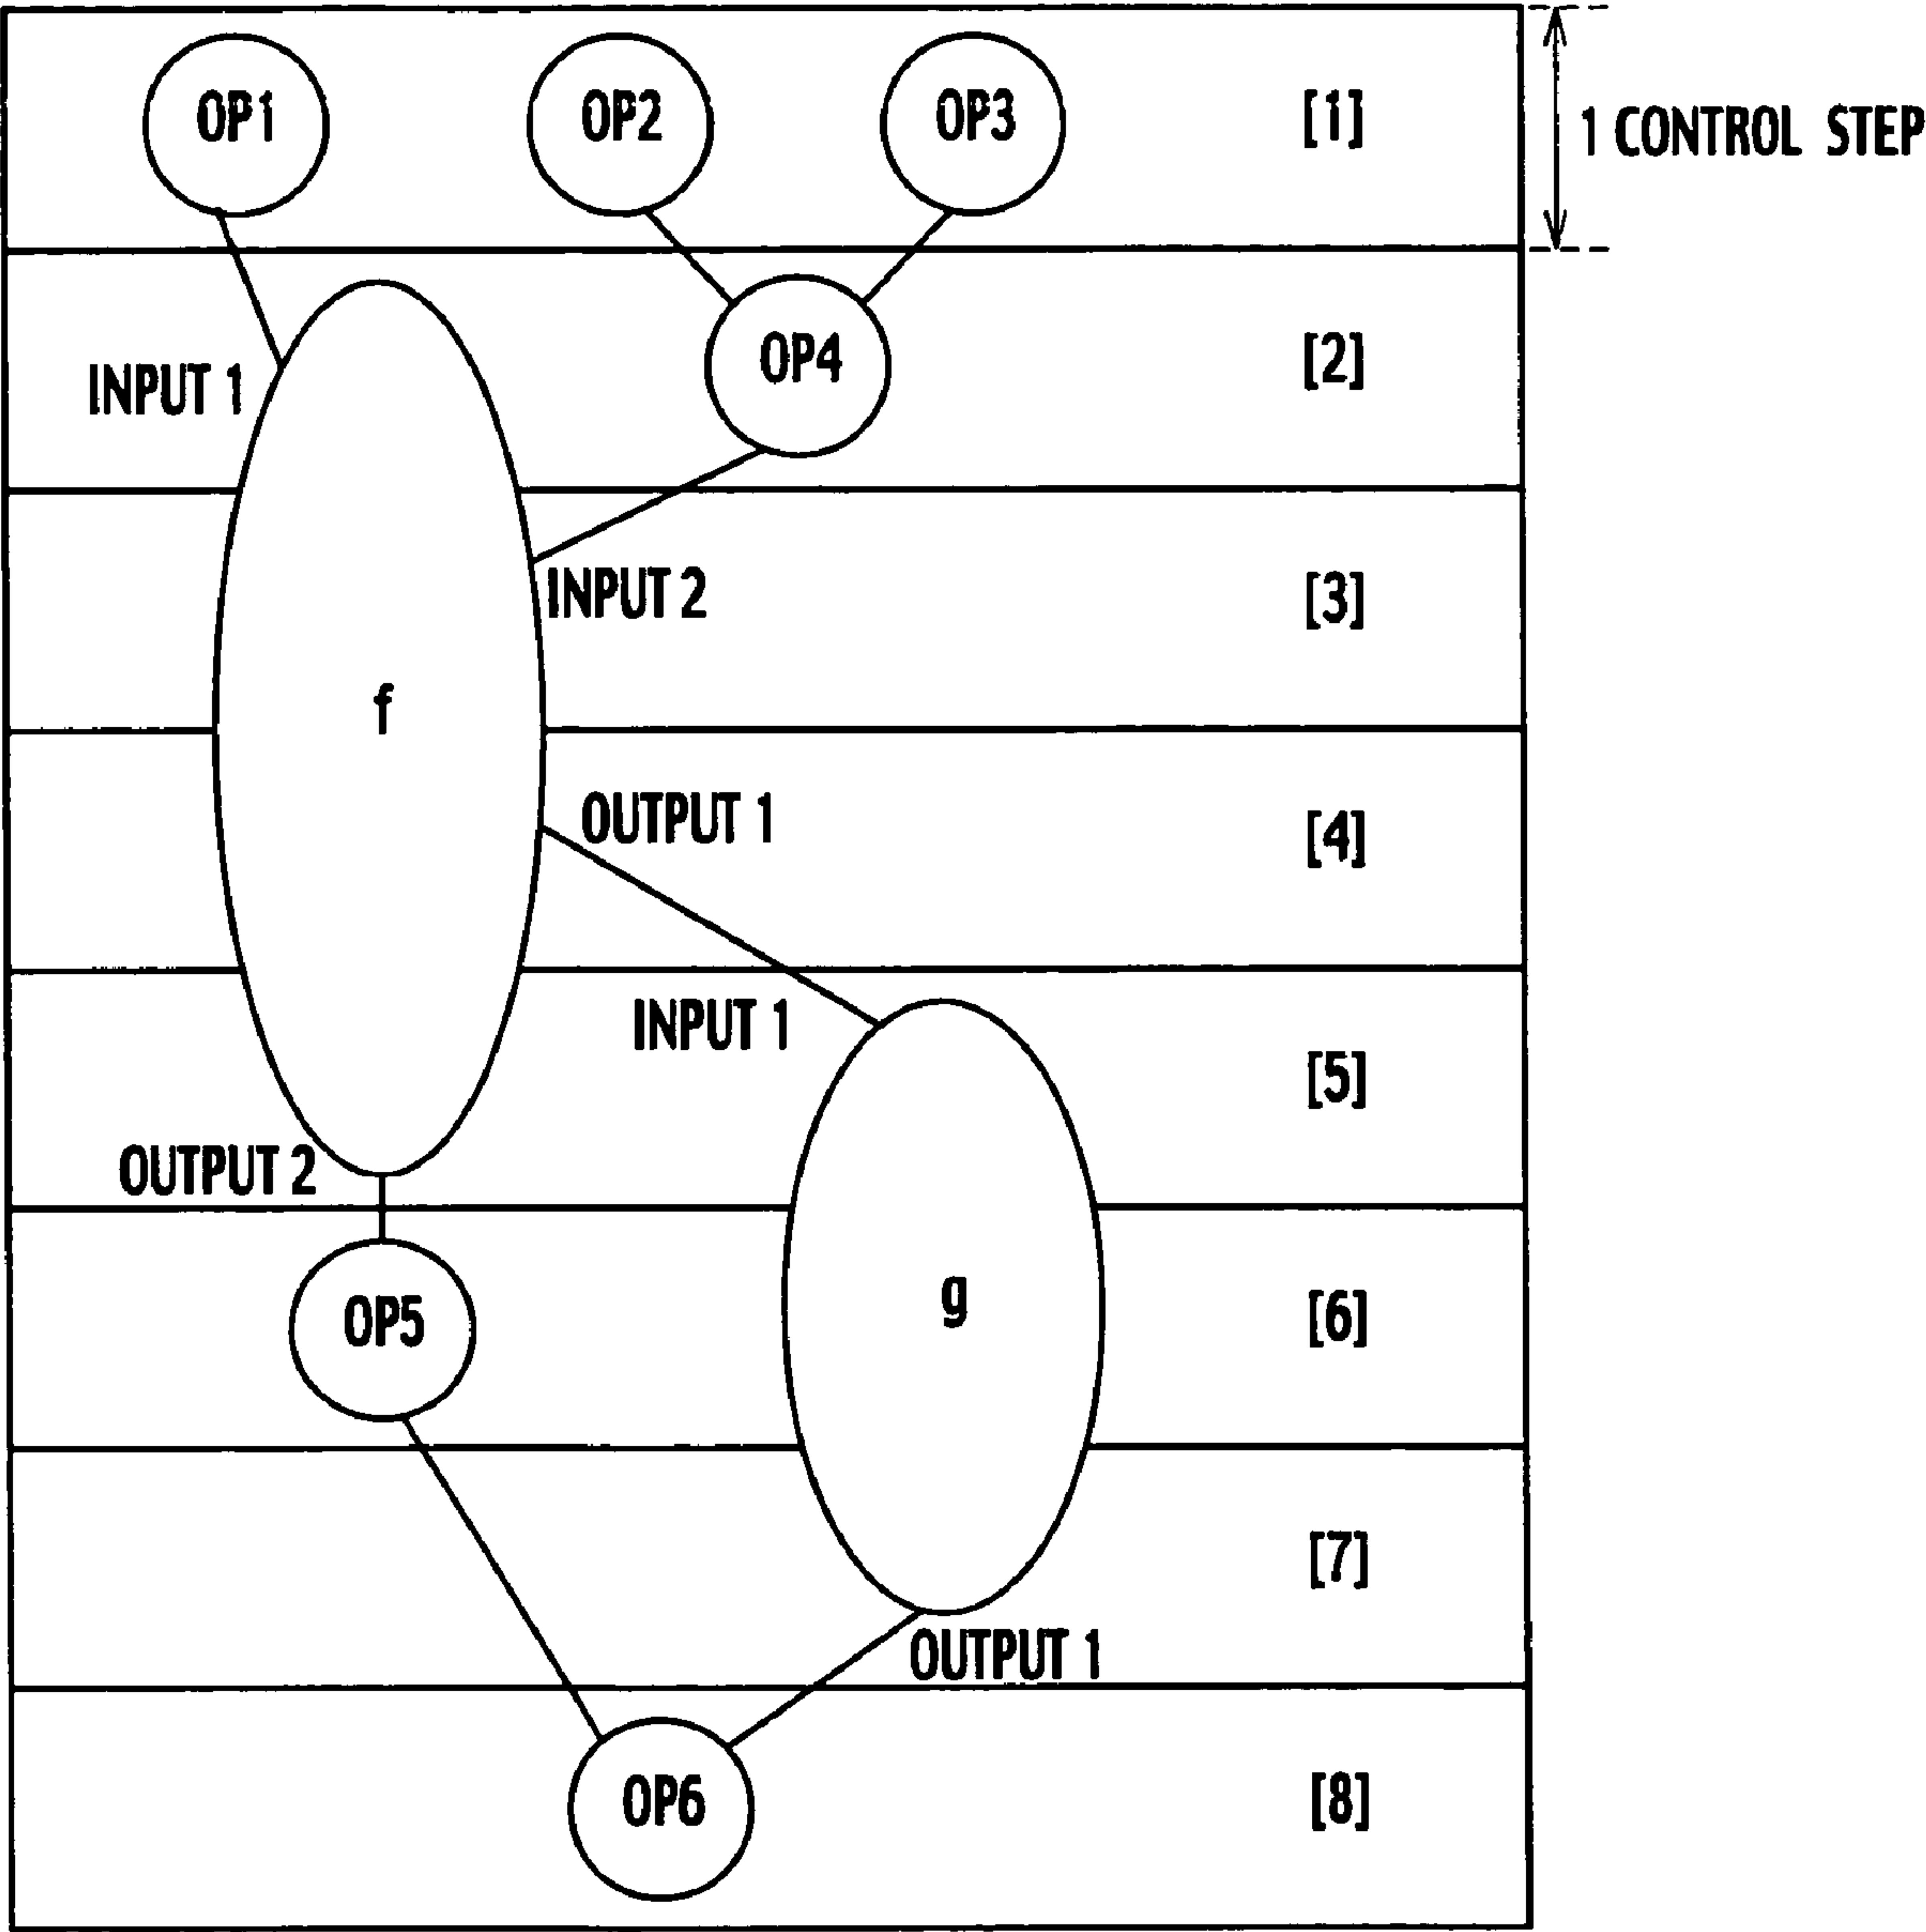 OP1
OP2
OP3
[1]
1 CONTROL STEP
OP4
[2]
INPUT 1
INPUT 2
[3]
f
OUTPUT 1
[4]
INPUT 1
[5]
OUTPUT 2
g
OP5
[6]
[7]
OUTPUT 1
OP6
[8]